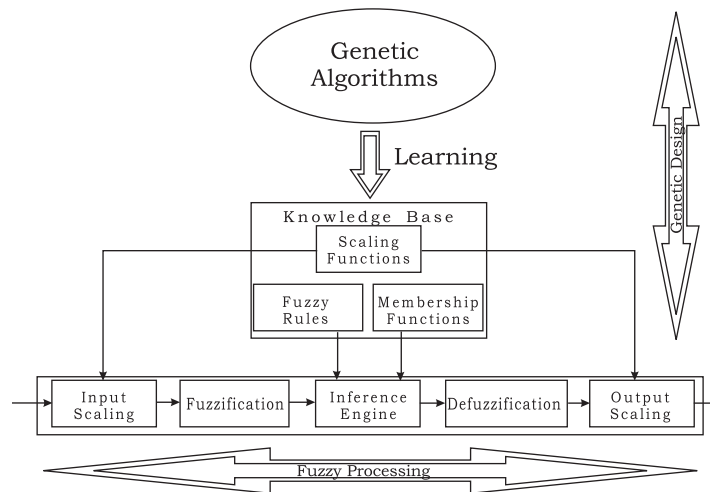 Genetic
Algorithms
Learning
Genetic Design
Knowledge Base
Scaling
Functions
Fuzzy
Rules
Membership
Functions
Input
Scaling
Fuzzification
Inference
Engine
Defuzzification
Output
Scaling
Fuzzy Processing